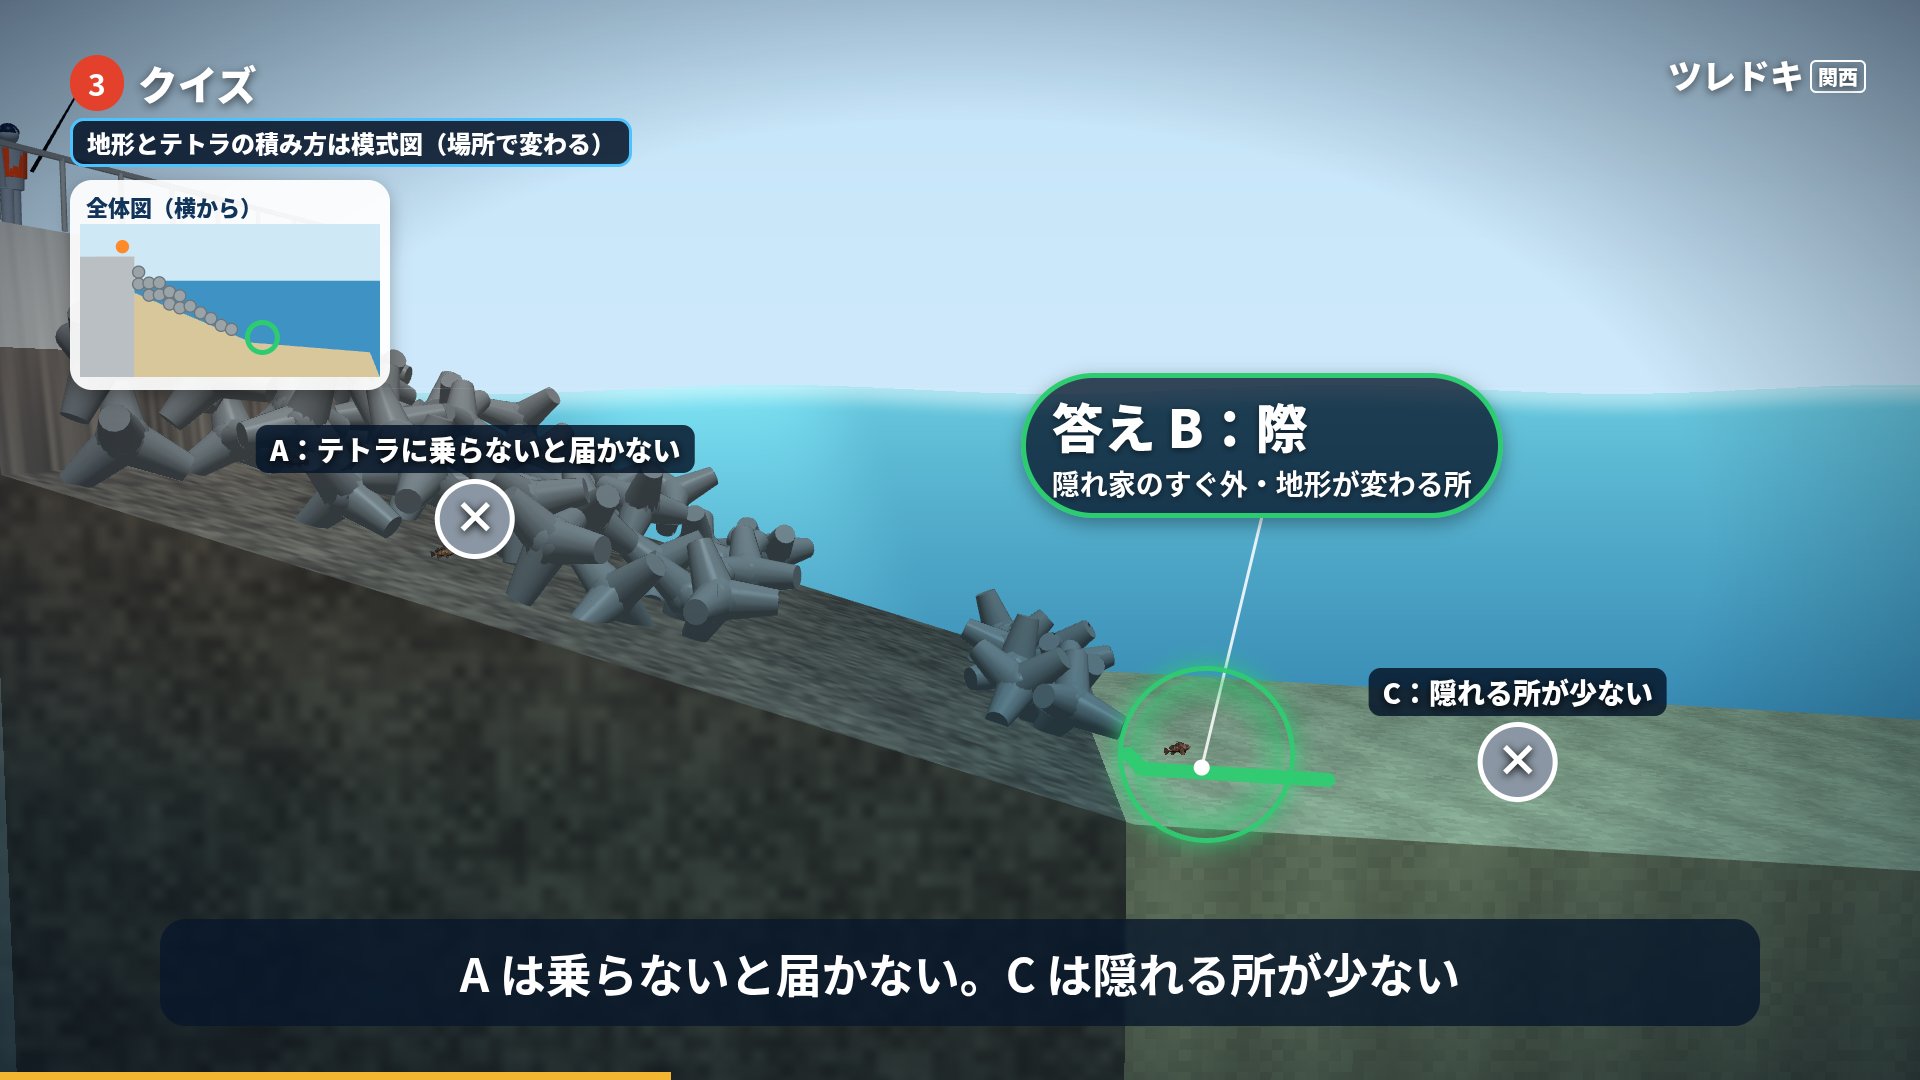 3 クイズ
ツレドキ 関西
地形とテトラの積み方は模式図（場所で変わる）
全体図（横から）
答え B：際
隠れ家のすぐ外・地形が変わる所
A：テトラに乗らないと届かない
C：隠れる所が少ない
A は乗らないと届かない。C は隠れる所が少ない